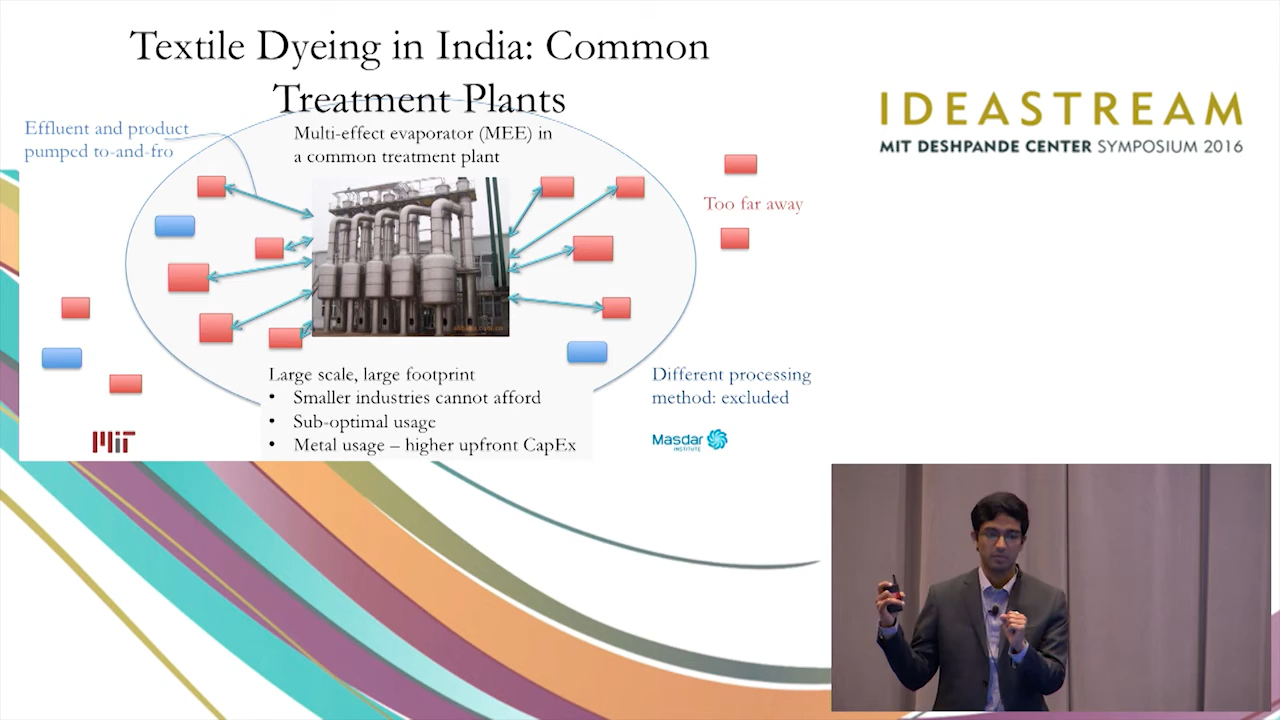 Textile Dyeing in India: Common
Treatment Plants
IDEASTREAM
MIT DESHPANDE CENTER SYMPOSIUM 2016
Effluent and product
pumped to-and-fro
Multi-effect evaporator (MEE) in
a common treatment plant
Too far away
Large scale, large footprint
• Smaller industries cannot afford
• Sub-optimal usage
• Metal usage – higher upfront CapEx
Different processing
method: excluded
MIT
Masdar
INSTITUTE